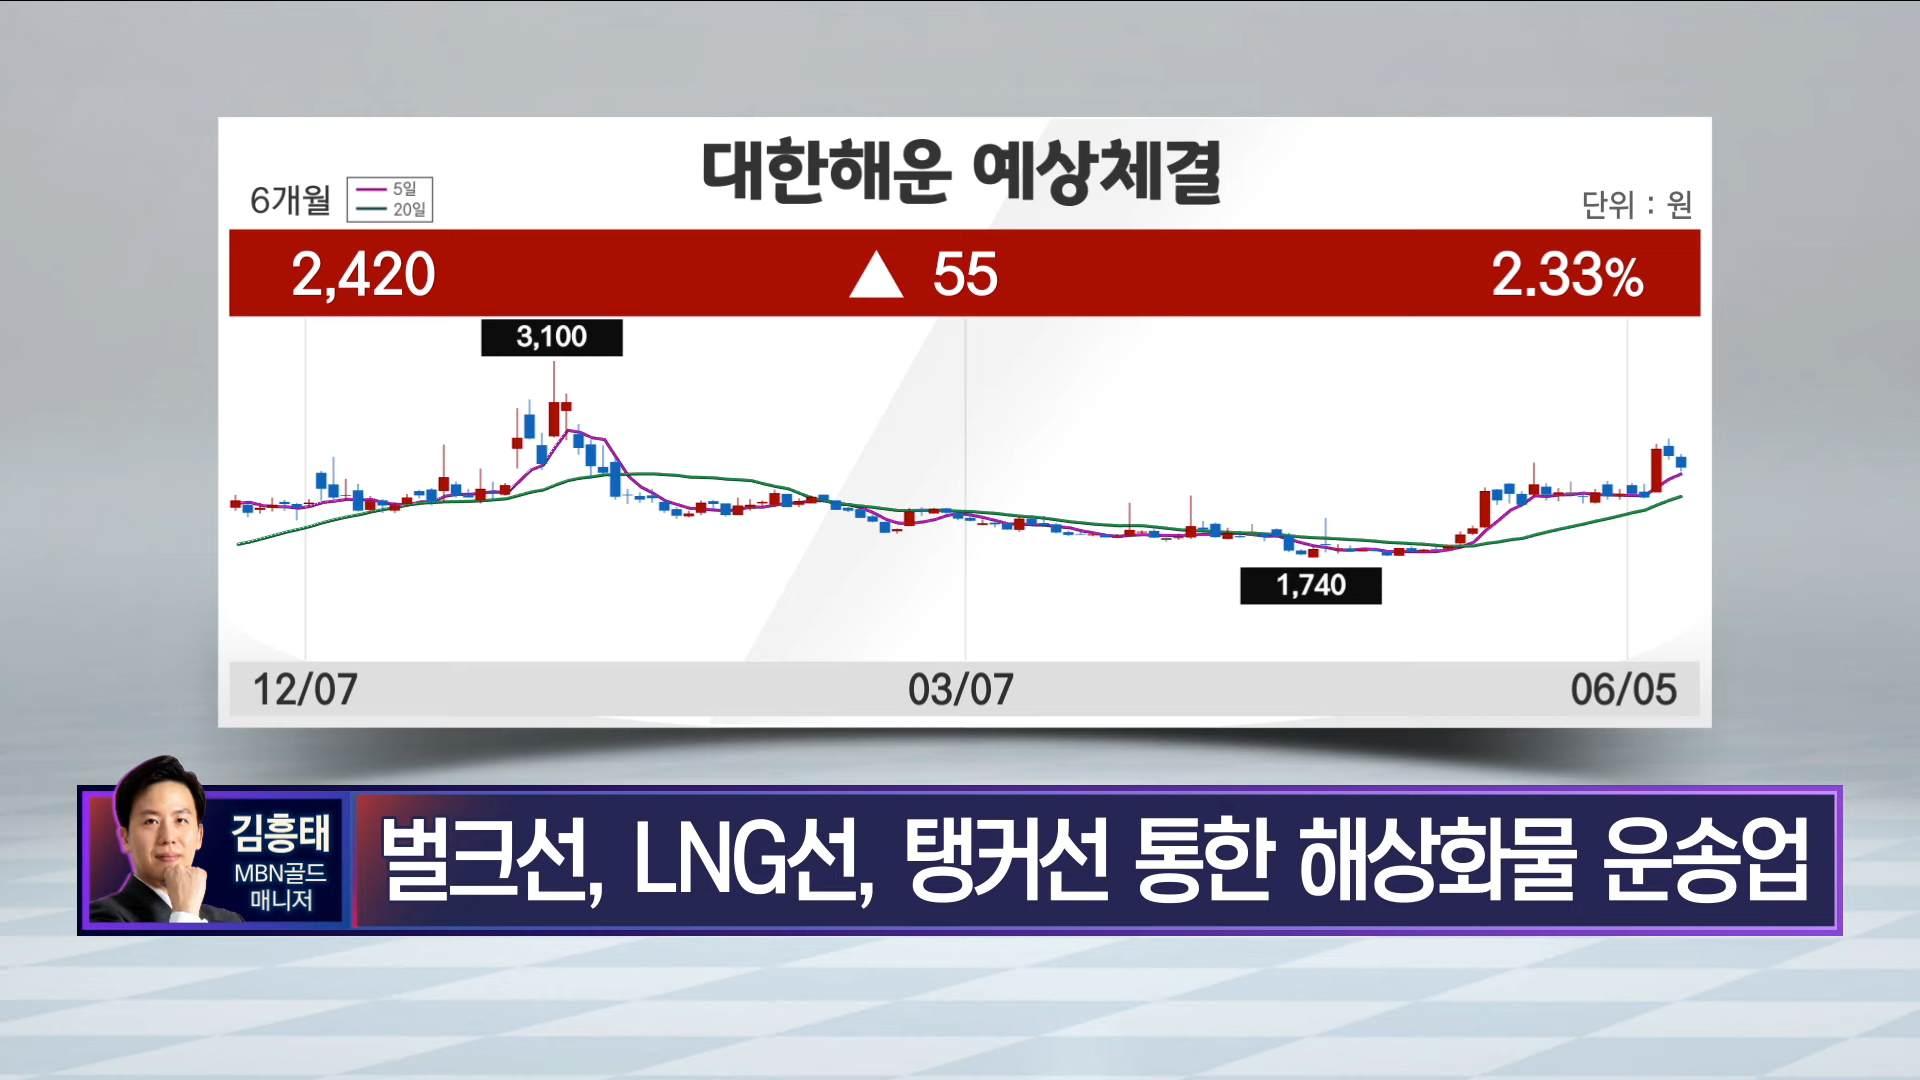 대한해운 예상체결
6개월
5일
20일
단위 : 원
2,420 ▲ 55 2.33%
3,100
1,740
12/07 03/07 06/05
김흥태
MBN골드
매니저
벌크선, LNG선, 탱커선 통한 해상화물 운송업